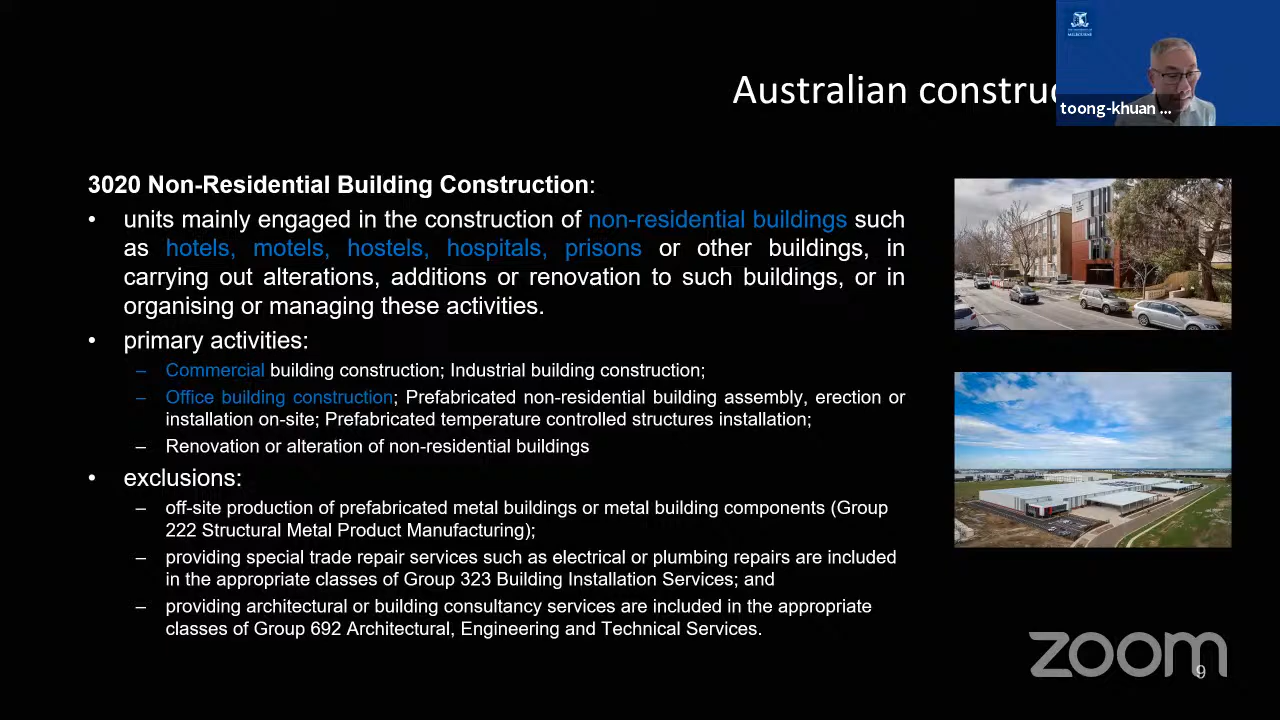 MELBOURNE
Australian construc
toong-khuan ...
3020 Non-Residential Building Construction:
• units mainly engaged in the construction of non-residential buildings such
as hotels, motels, hostels, hospitals, prisons or other buildings, in
carrying out alterations, additions or renovation to such buildings, or in
organising or managing these activities.
• primary activities:
– Commercial building construction; Industrial building construction;
– Office building construction; Prefabricated non-residential building assembly, erection or
installation on-site; Prefabricated temperature controlled structures installation;
– Renovation or alteration of non-residential buildings
• exclusions:
– off-site production of prefabricated metal buildings or metal building components (Group
222 Structural Metal Product Manufacturing);
– providing special trade repair services such as electrical or plumbing repairs are included
in the appropriate classes of Group 323 Building Installation Services; and
– providing architectural or building consultancy services are included in the appropriate
classes of Group 692 Architectural, Engineering and Technical Services.
zoom
9